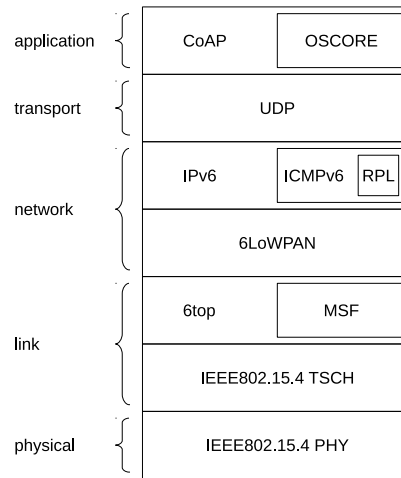 application
CoAP
OSCORE
transport
UDP
network
IPv6
ICMPv6
RPL
6LoWPAN
link
6top
MSF
IEEE802.15.4 TSCH
physical
IEEE802.15.4 PHY